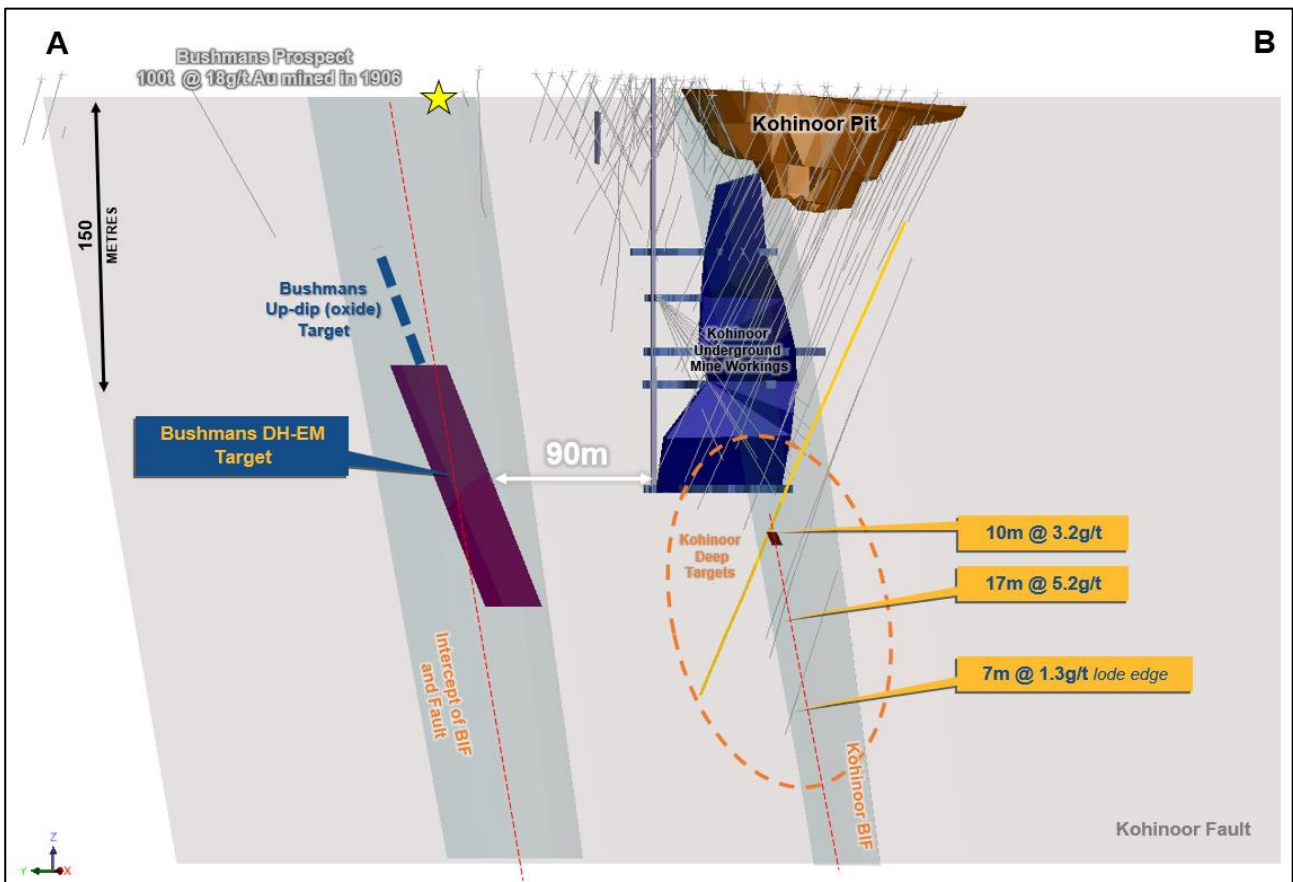 A
B
Bushmans Prospect
100t @ 18g/t Au mined in 1906
Kohinoor Pit
150
METRES
Bushmans
Up-dip (oxide)
Target
Kohinoor
Underground
Mine Workings
Bushmans DH-EM
Target
90m
10m @ 3.2g/t
Kohinoor
Deep
Targets
17m @ 5.2g/t
7m @ 1.3g/t lode edge
Intercept of BIF
and Fault
Kohinoor BIF
Kohinoor Fault
Z
Y
X